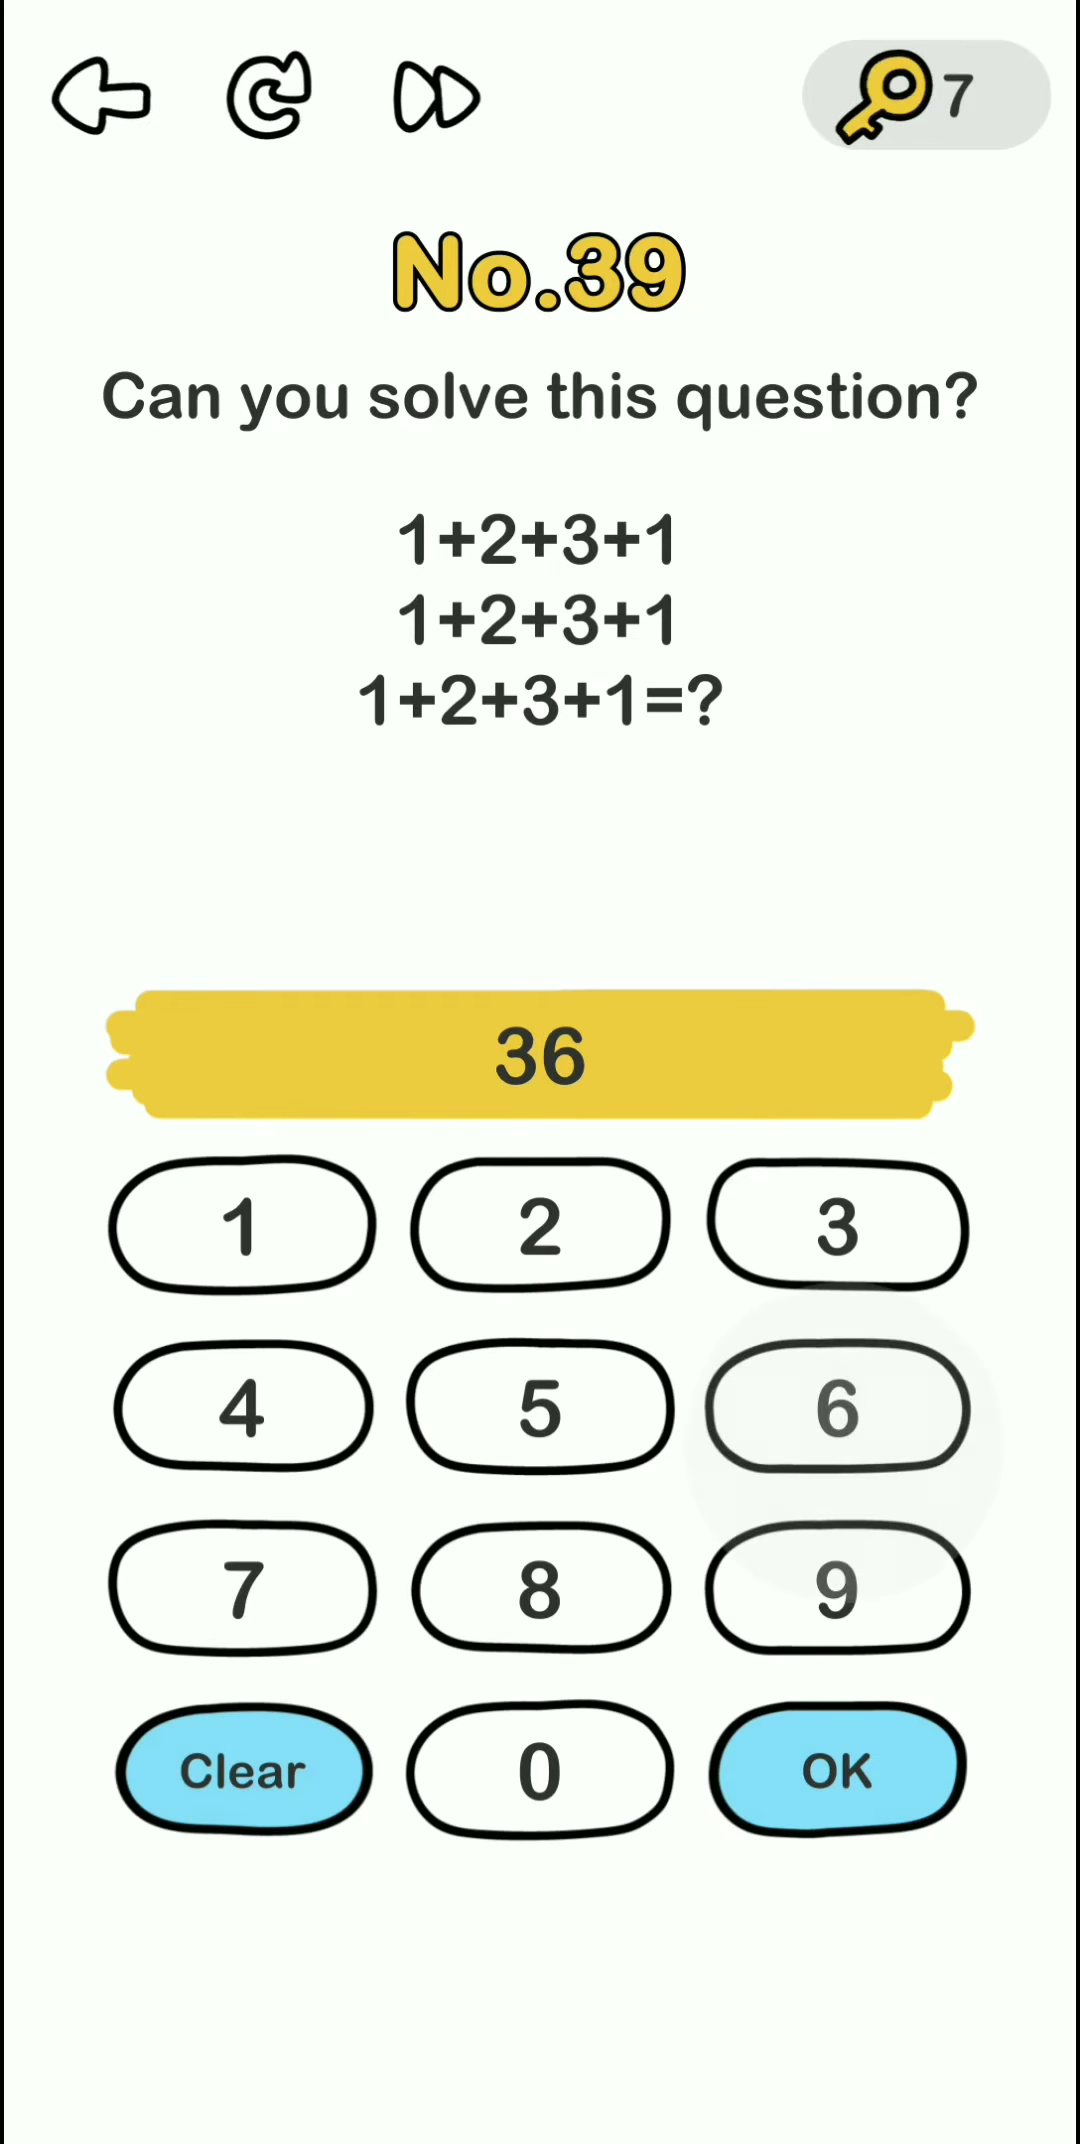 7
No.39
Can you solve this question?
1+2+3+1
1+2+3+1
1+2+3+1=?
36
1 2 3
4 5 6
7 8 9
Clear 0 OK